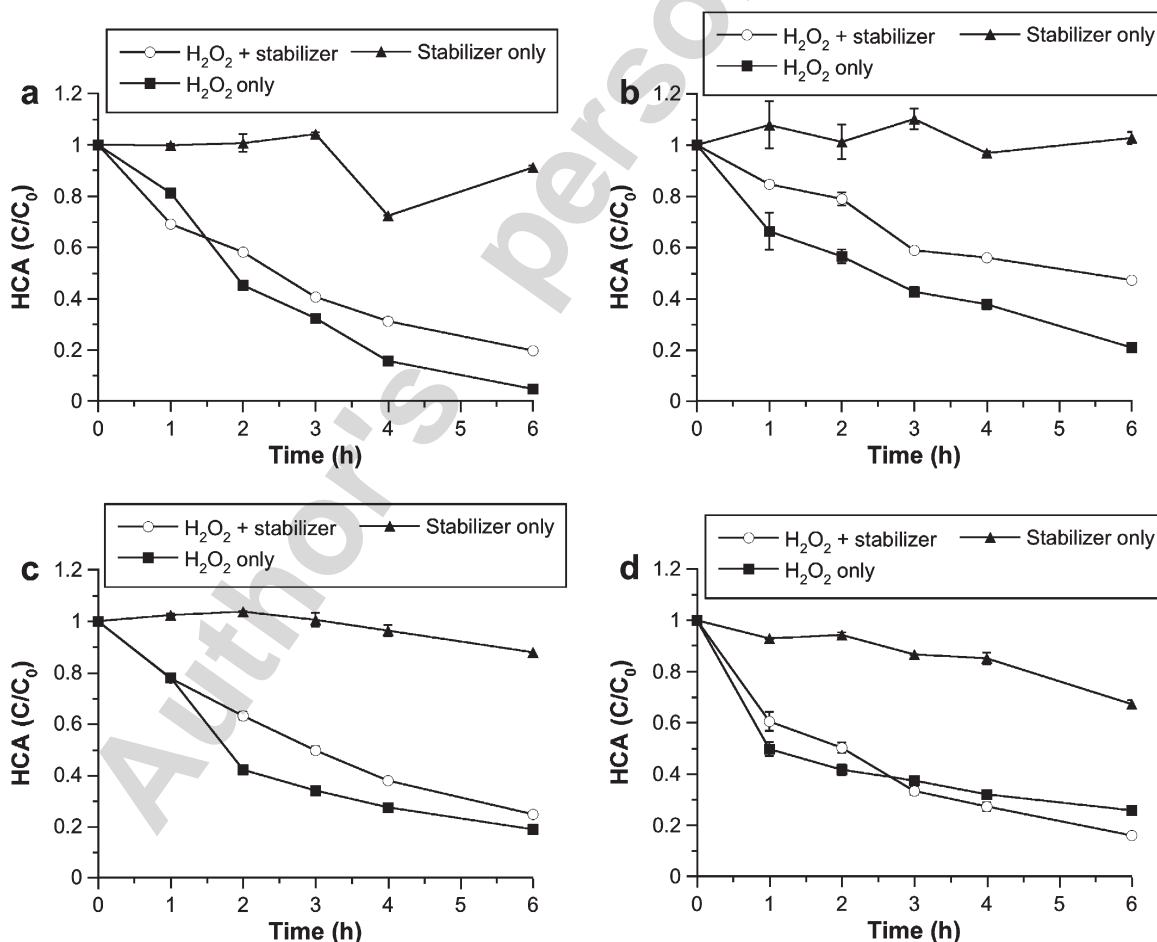 H₂O₂ + stabilizer Stabilizer only
H₂O₂ only
a
1.2
1
0.8
0.6
0.4
0.2
0
HCA (C/C₀)
0 1 2 3 4 5 6
Time (h)
H₂O₂ + stabilizer Stabilizer only
H₂O₂ only
b
1.2
1
0.8
0.6
0.4
0.2
0
HCA (C/C₀)
0 1 2 3 4 5 6
Time (h)
H₂O₂ + stabilizer Stabilizer only
H₂O₂ only
c
1.2
1
0.8
0.6
0.4
0.2
0
HCA (C/C₀)
0 1 2 3 4 5 6
Time (h)
H₂O₂ + stabilizer Stabilizer only
H₂O₂ only
d
1.2
1
0.8
0.6
0.4
0.2
0
HCA (C/C₀)
0 1 2 3 4 5 6
Time (h)
Author's perso